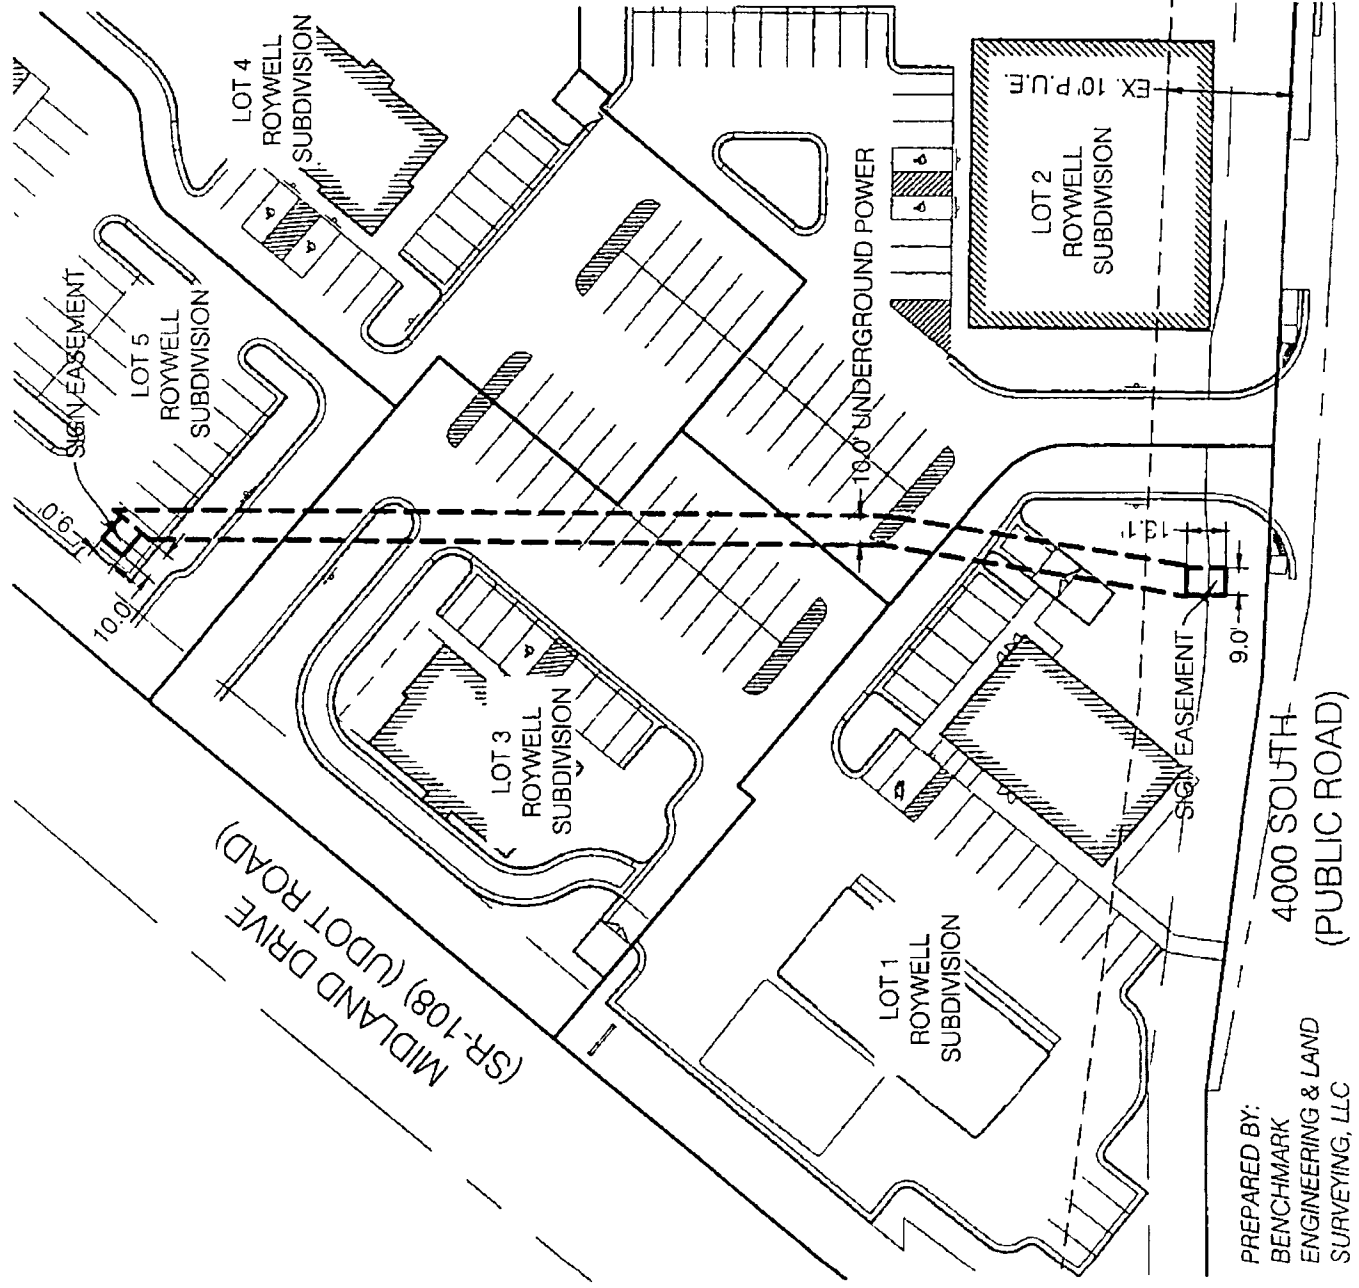 LOT 4
ROYWELL
SUBDIVISION
SIGN EASEMENT
LOT 5
ROYWELL
SUBDIVISION
9.0'
10.0'
EX. 10' P.U.E.
LOT 2
ROYWELL
SUBDIVISION
10.0' UNDERGROUND POWER
13.1'
9.0'
SIGN EASEMENT
LOT 3
ROYWELL
SUBDIVISION
MIDLAND DRIVE
(SR-108) (UDOT ROAD)
LOT 1
ROYWELL
SUBDIVISION
4000 SOUTH
(PUBLIC ROAD)
PREPARED BY:
BENCHMARK
ENGINEERING & LAND
SURVEYING, LLC